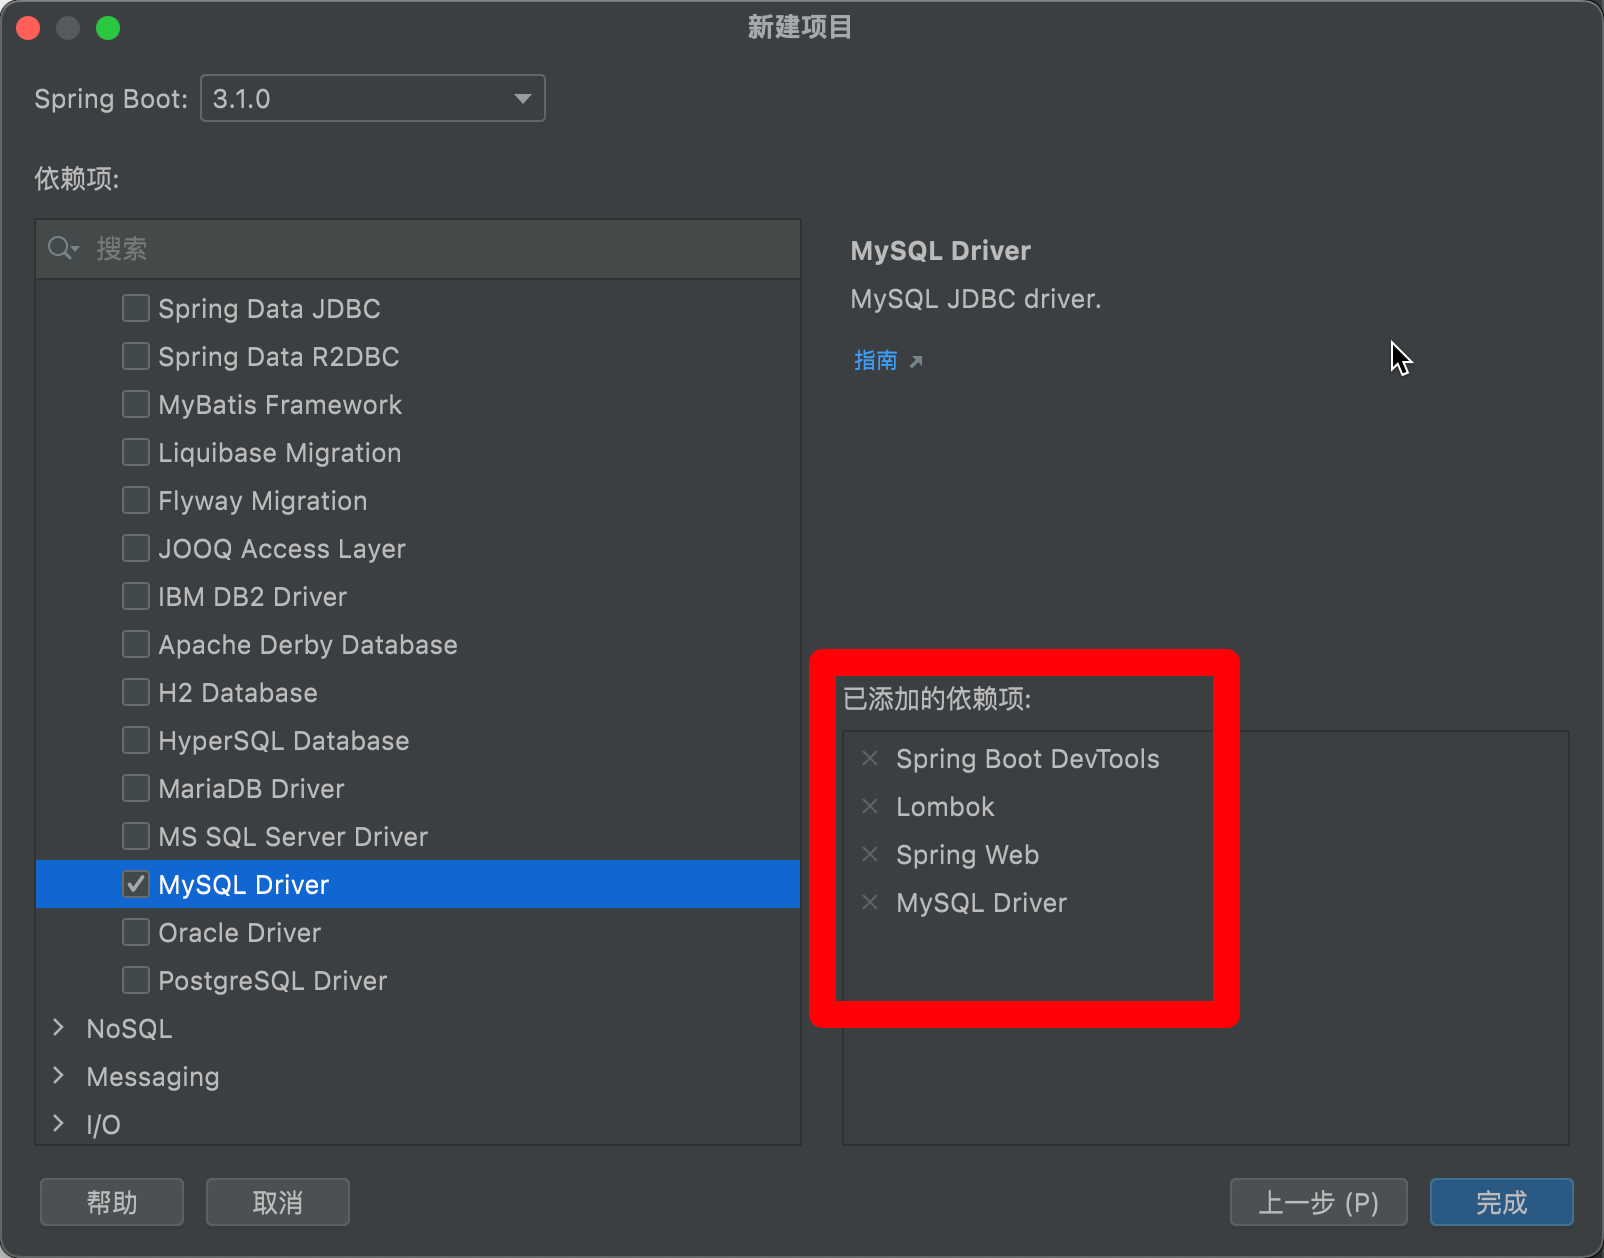 新建项目
Spring Boot: 3.1.0
依赖项:
搜索
Spring Data JDBC
Spring Data R2DBC
MyBatis Framework
Liquibase Migration
Flyway Migration
JOOQ Access Layer
IBM DB2 Driver
Apache Derby Database
H2 Database
HyperSQL Database
MariaDB Driver
MS SQL Server Driver
MySQL Driver
Oracle Driver
PostgreSQL Driver
NoSQL
Messaging
I/O
MySQL Driver
MySQL JDBC driver.
指南
已添加的依赖项:
Spring Boot DevTools
Lombok
Spring Web
MySQL Driver
帮助
取消
上一步 (P)
完成